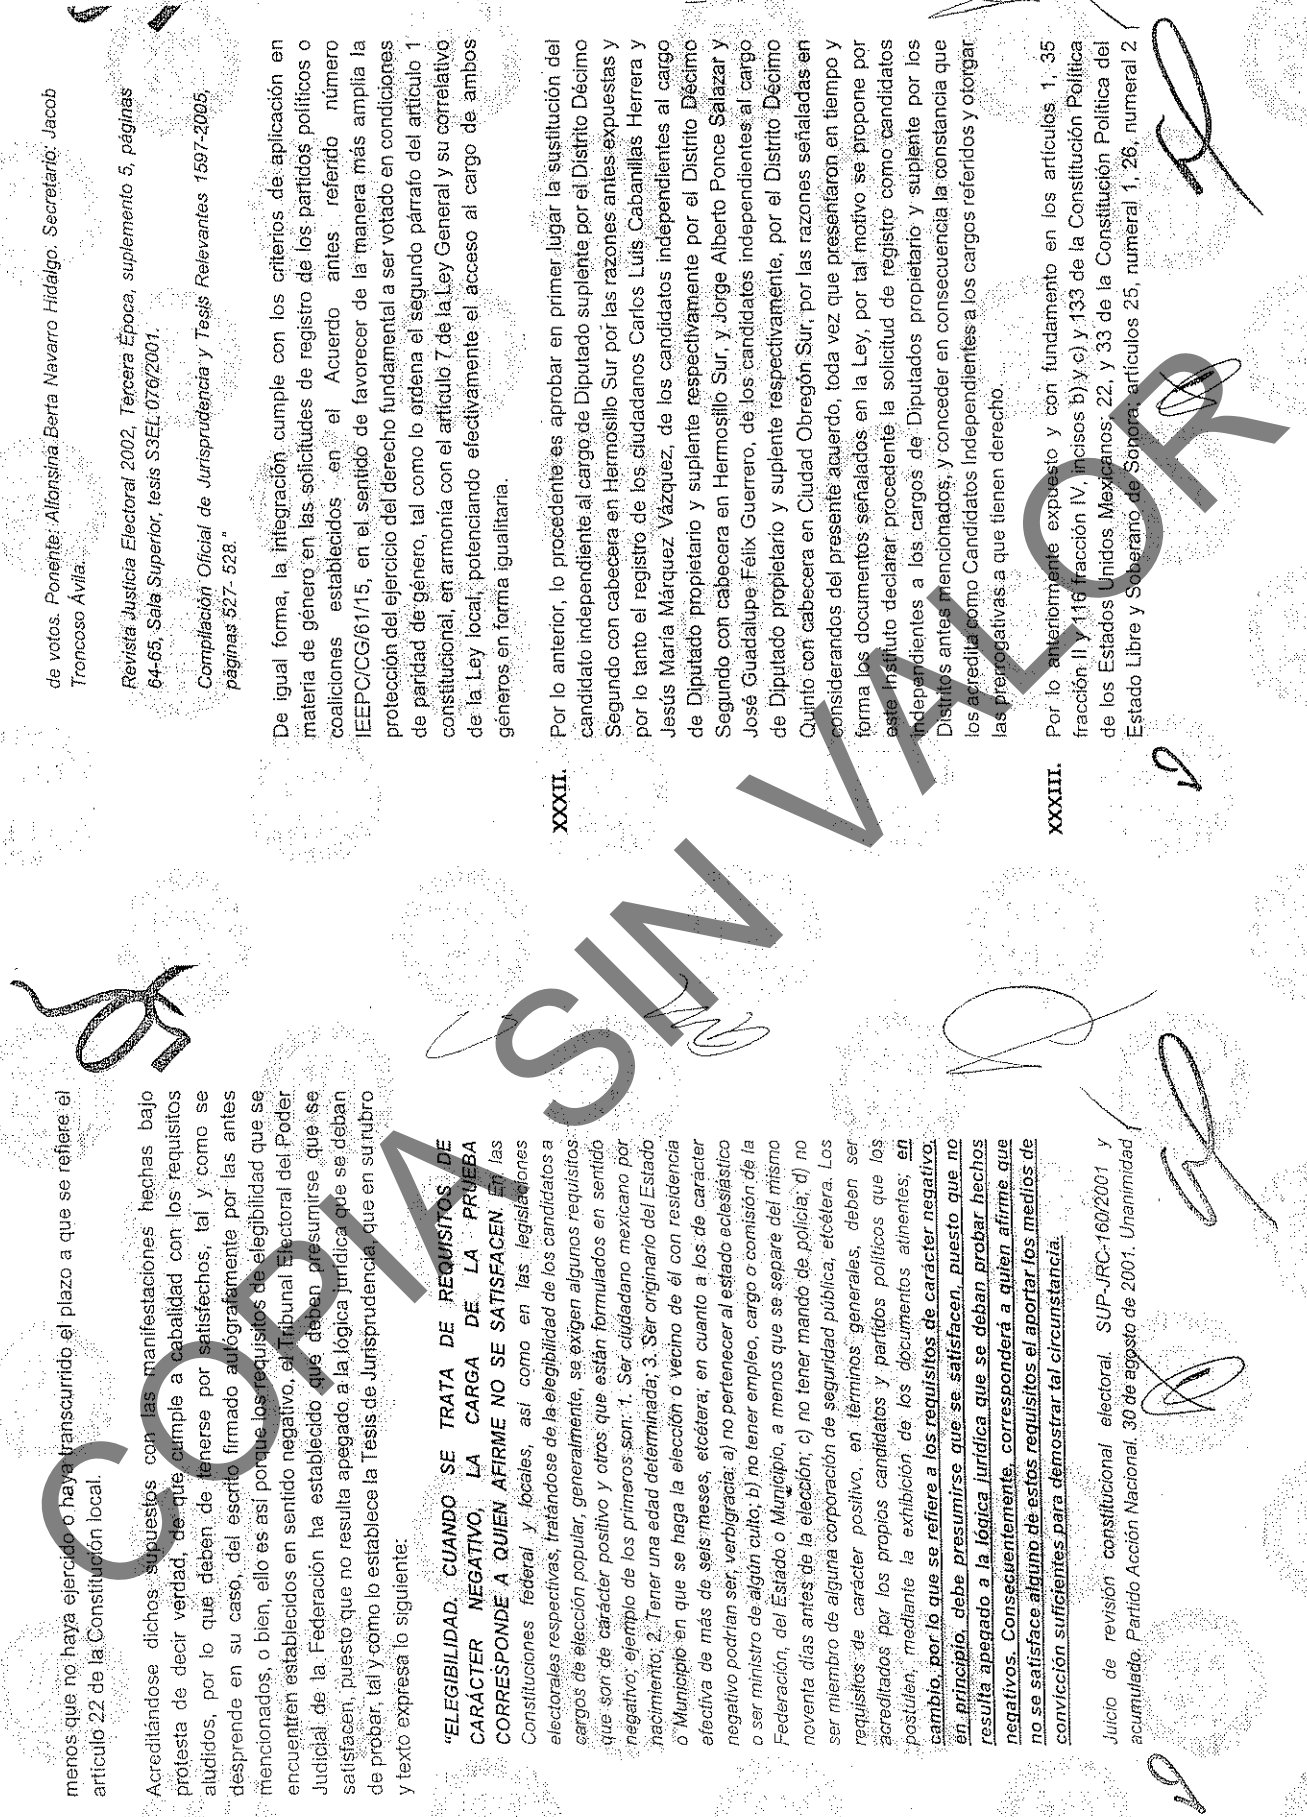 menos que no haya ejercido o haya transcurrido el plazo a que se refiere el
artículo 22 de la Constitución local.
Acreditándose dichos supuestos con las manifestaciones hechas bajo
protesta de decir verdad, de que cumple a cabalidad con los requisitos
aludidos, por lo que deben de tenerse por satisfechos, tal y como se
desprende en su caso, del escrito firmado autógrafamente por las antes
mencionados, o bien, ello es así porque los requisitos de elegibilidad que se
encuentren establecidos en sentido negativo, el Tribunal Electoral del Poder
Judicial de la Federación ha establecido que deben presumirse que se
satisfacen, puesto que no resulta apegado a la lógica jurídica que se deban
de probar, tal y como lo establece la Tesis de Jurisprudencia, que en su rubro
y texto expresa lo siguiente:
"ELEGIBILIDAD. CUANDO SE TRATA DE REQUISITOS DE
CARÁCTER NEGATIVO, LA CARGA DE LA PRUEBA
CORRESPONDE A QUIEN AFIRME NO SE SATISFACEN. En las
Constituciones federal y locales, así como en las legislaciones
electorales respectivas, tratándose de la elegibilidad de los candidatos a
cargos de elección popular, generalmente, se exigen algunos requisitos
que son de carácter positivo y otros que están formulados en sentido
negativo; ejemplo de los primeros son: 1. Ser ciudadano mexicano por
nacimiento; 2. Tener una edad determinada; 3. Ser originario del Estado
o Municipio en que se haga la elección o vecino de él con residencia
efectiva de más de seis meses, etcétera; en cuanto a los de carácter
negativo podrían ser, verbigracia: a) no pertenecer al estado eclesiástico
o ser ministro de algún culto; b) no tener empleo, cargo o comisión de la
Federación, del Estado o Municipio, a menos que se separe del mismo
noventa días antes de la elección; c) no tener mando de policía; d) no
ser miembro de alguna corporación de seguridad pública, etcétera. Los
requisitos de carácter positivo, en términos generales, deben ser
acreditados por los propios candidatos y partidos políticos que los
postulen, mediante la exhibición de los documentos atinentes; en
cambio, por lo que se refiere a los requisitos de carácter negativo,
en principio, debe presumirse que se satisfacen, puesto que no
resulta apegado a la lógica jurídica que se deban probar hechos
negativos. Consecuentemente, corresponderá a quien afirme que
no se satisface alguno de estos requisitos el aportar los medios de
convicción suficientes para demostrar tal circunstancia.
Juicio de revisión constitucional electoral. SUP-JRC-160/2001 y
acumulado. Partido Acción Nacional. 30 de agosto de 2001. Unanimidad
de votos. Ponente: Alfonsina Berta Navarro Hidalgo. Secretario: Jacob
Troncoso Ávila.
Revista Justicia Electoral 2002, Tercera Época, suplemento 5, páginas
64-65, Sala Superior, tesis S3EL 076/2001.
Compilación Oficial de Jurisprudencia y Tesis Relevantes 1597-2005,
páginas 527- 528."
De igual forma, la integración cumple con los criterios de aplicación en
materia de género en las solicitudes de registro de los partidos políticos o
coaliciones establecidos en el Acuerdo antes referido número
IEEPC/CG/61/15, en el sentido de favorecer de la manera más amplia la
protección del ejercicio del derecho fundamental a ser votado en condiciones
de paridad de género, tal como lo ordena el segundo párrafo del artículo 1
constitucional, en armonía con el artículo 7 de la Ley General y su correlativo
de la Ley local, potenciando efectivamente el acceso al cargo de ambos
géneros en forma igualitaria.
XXXII. Por lo anterior, lo procedente es aprobar en primer lugar la sustitución del
candidato independiente al cargo de Diputado suplente por el Distrito Décimo
Segundo con cabecera en Hermosillo Sur por las razones antes expuestas y
por lo tanto el registro de los ciudadanos Carlos Luis Cabanillas Herrera y
Jesús María Márquez Vázquez, de los candidatos independientes al cargo
de Diputado propietario y suplente respectivamente por el Distrito Décimo
Segundo con cabecera en Hermosillo Sur, y Jorge Alberto Ponce Salazar y
José Guadalupe Félix Guerrero, de los candidatos independientes al cargo
de Diputado propietario y suplente respectivamente, por el Distrito Décimo
Quinto con cabecera en Ciudad Obregón Sur, por las razones señaladas en
considerandos del presente acuerdo, toda vez que presentaron en tiempo y
forma los documentos señalados en la Ley, por tal motivo se propone por
este Instituto declarar procedente la solicitud de registro como candidatos
independientes a los cargos de Diputados propietario y suplente por los
Distritos antes mencionados, y conceder en consecuencia la constancia que
los acredita como Candidatos Independientes a los cargos referidos y otorgar
las prerrogativas a que tienen derecho.
XXXIII. Por lo anteriormente expuesto y con fundamento en los artículos 1, 35
fracción II y 116 fracción IV, incisos b) y c) y 133 de la Constitución Política
de los Estados Unidos Mexicanos; 22, y 33 de la Constitución Política del
Estado Libre y Soberano de Sonora; artículos 25, numeral 1, 26, numeral 2
COPIA SIN VALOR